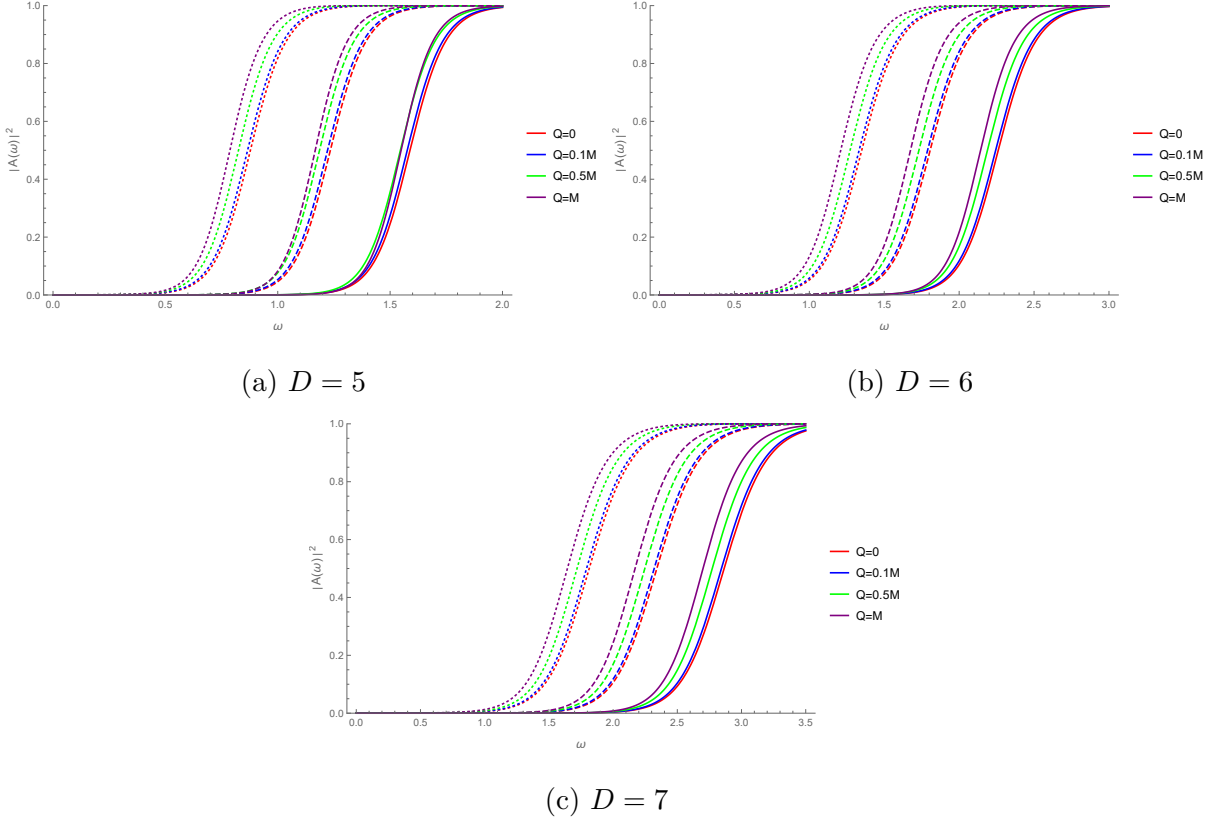 1.0
0.8
0.6
0.4
0.2
0.0
|A(ω)|²
0.0 0.5 1.0 1.5 2.0
ω
Q=0
Q=0.1M
Q=0.5M
Q=M
(a) D = 5
1.0
0.8
0.6
0.4
0.2
0.0
|A(ω)|²
0.0 0.5 1.0 1.5 2.0 2.5 3.0
ω
Q=0
Q=0.1M
Q=0.5M
Q=M
(b) D = 6
1.0
0.8
0.6
0.4
0.2
0.0
|A(ω)|²
0.0 0.5 1.0 1.5 2.0 2.5 3.0 3.5
ω
Q=0
Q=0.1M
Q=0.5M
Q=M
(c) D = 7